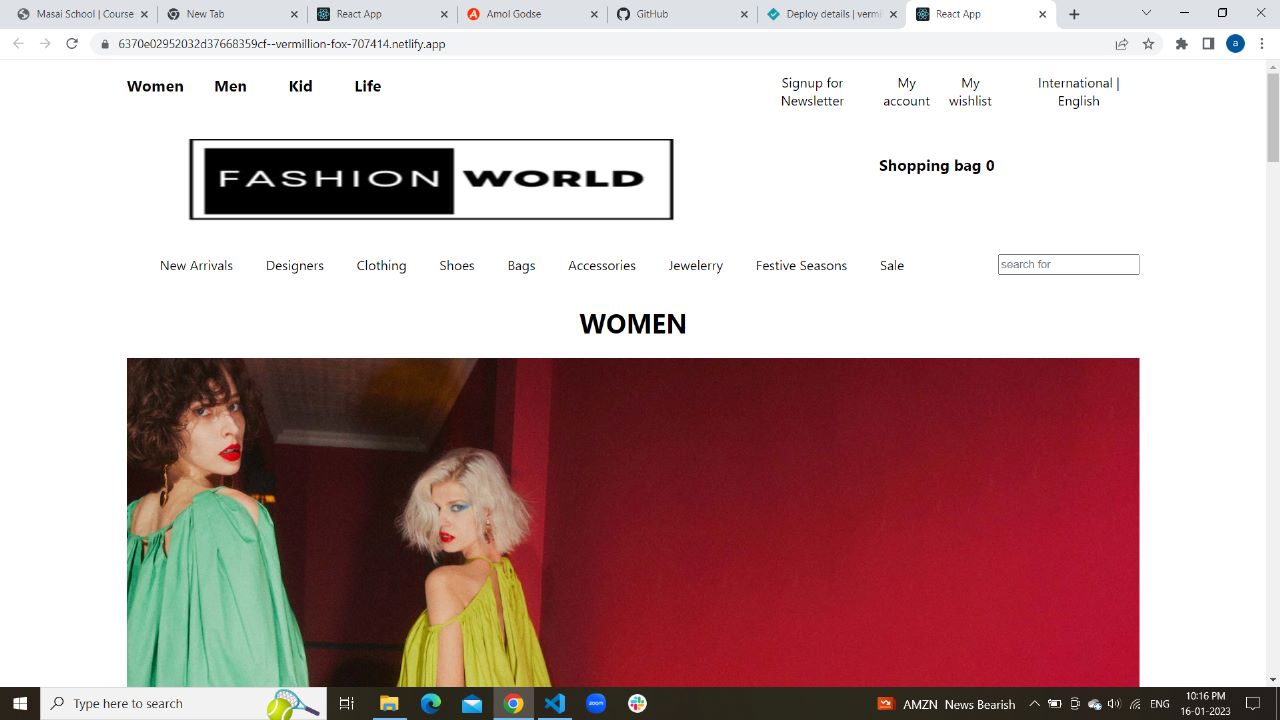 Masai School | Course
New Tab
React App
Amol Godse
GitHub
Deploy details | vermi
React App
6370e02952032d37668359cf--vermillion-fox-707414.netlify.app
a
Women Men Kid Life
Signup for Newsletter
My account
My wishlist
International | English
FASHION WORLD
Shopping bag 0
New Arrivals Designers Clothing Shoes Bags Accessories Jewelerry Festive Seasons Sale
search for
WOMEN
Type here to search
zoom
AMZN News Bearish
ENG
10:16 PM
16-01-2023